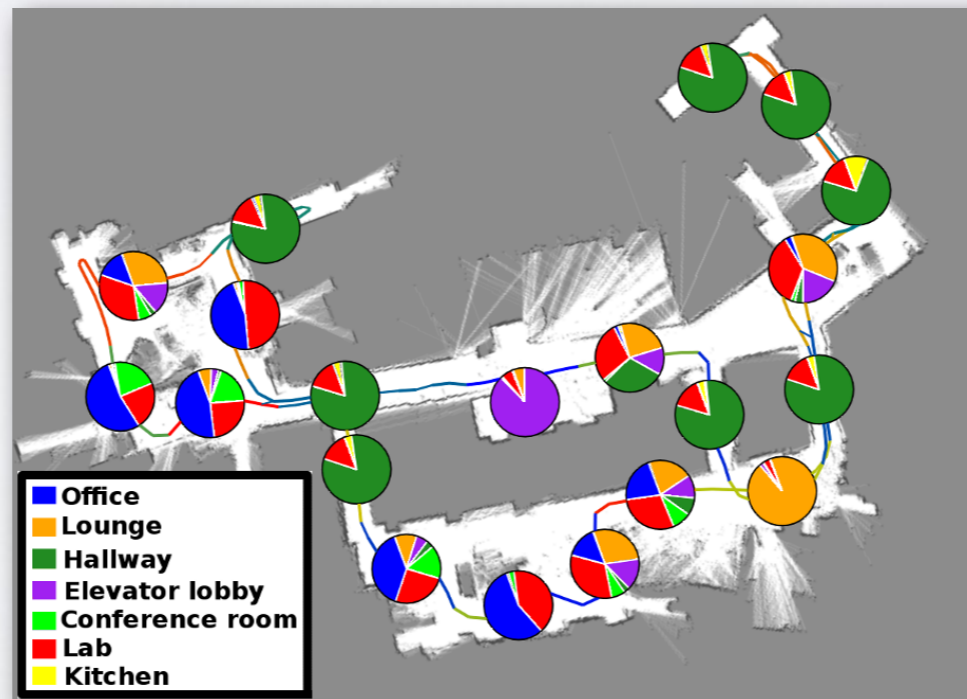 Office
Lounge
Hallway
Elevator lobby
Conference room
Lab
Kitchen